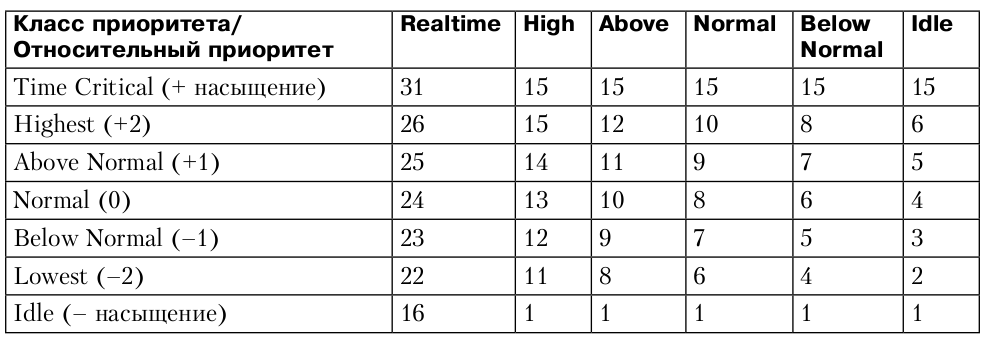 Класс приоритета/ Относительный приоритет | Realtime | High | Above | Normal | Below Normal | Idle
Time Critical (+ насыщение) | 31 | 15 | 15 | 15 | 15 | 15
Highest (+2) | 26 | 15 | 12 | 10 | 8 | 6
Above Normal (+1) | 25 | 14 | 11 | 9 | 7 | 5
Normal (0) | 24 | 13 | 10 | 8 | 6 | 4
Below Normal (–1) | 23 | 12 | 9 | 7 | 5 | 3
Lowest (–2) | 22 | 11 | 8 | 6 | 4 | 2
Idle (– насыщение) | 16 | 1 | 1 | 1 | 1 | 1